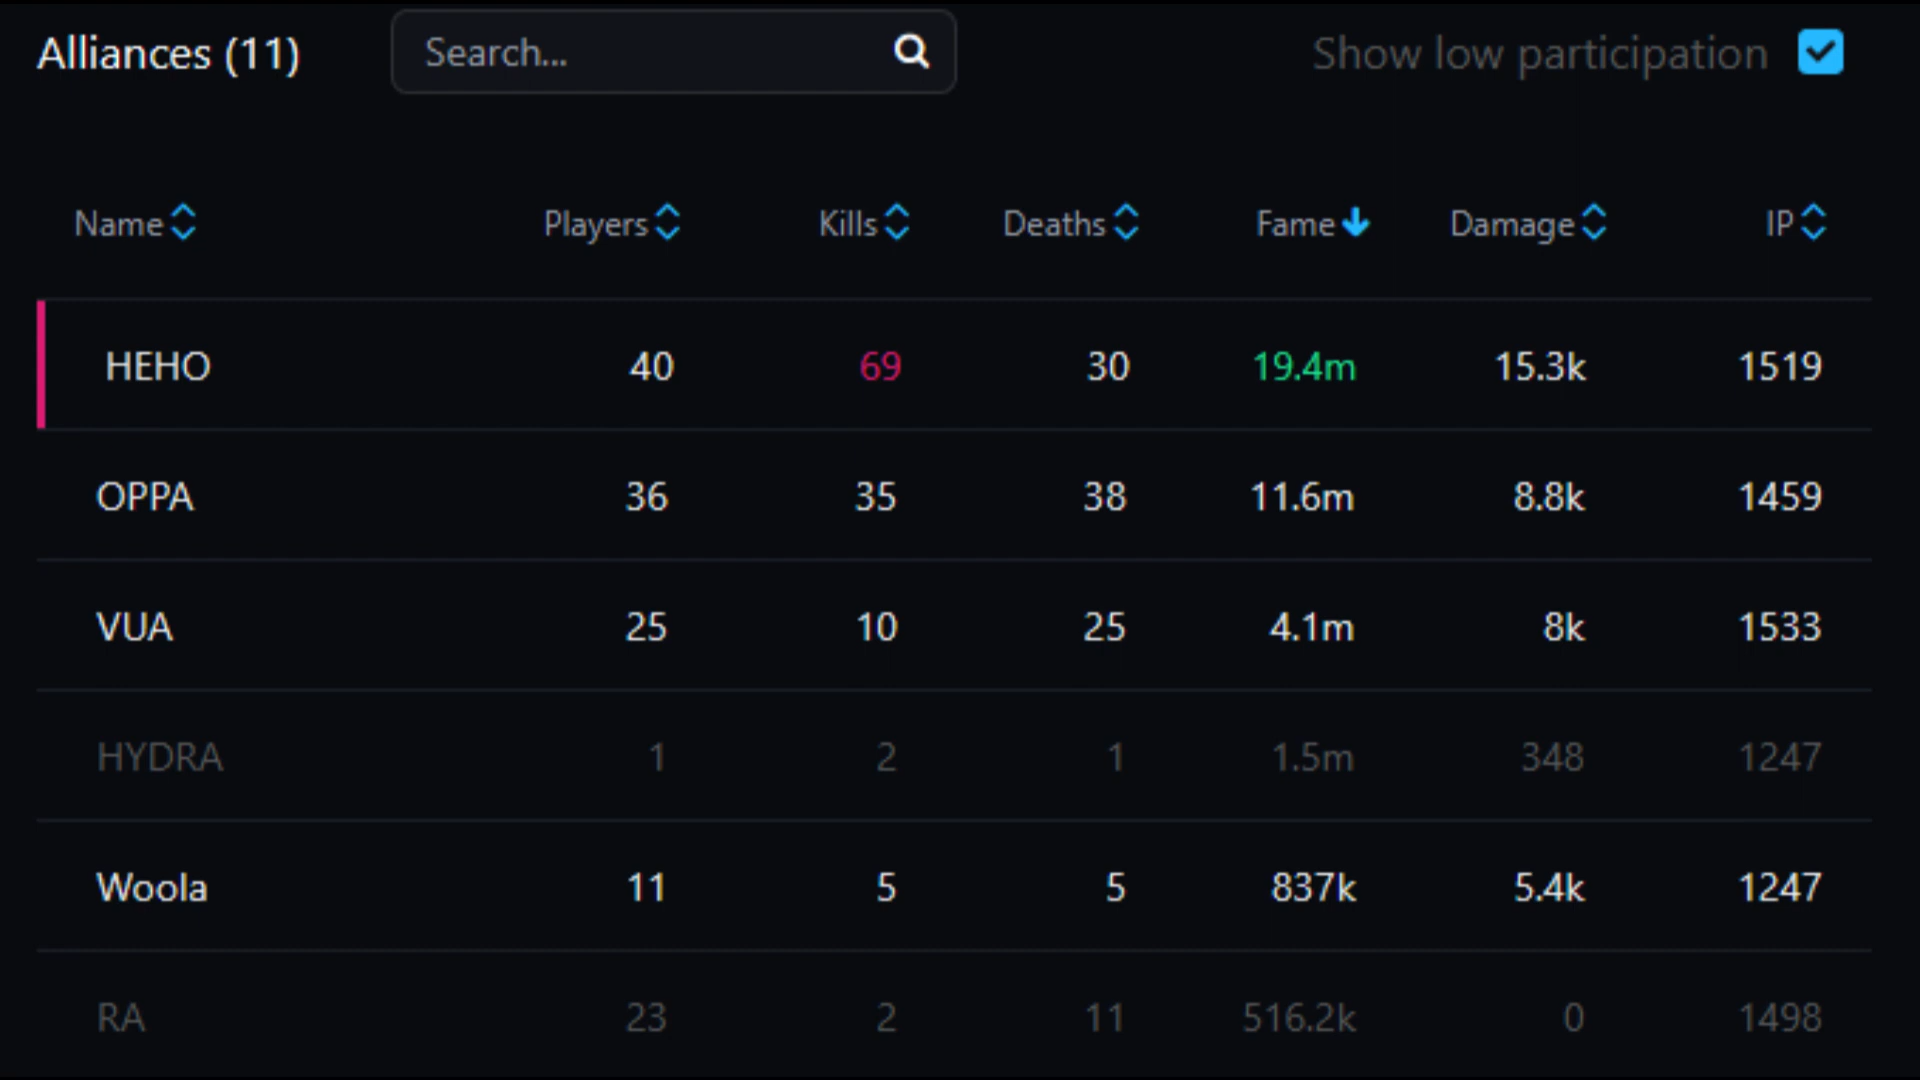 Alliances (11) Search... Show low participation
Name Players Kills Deaths Fame Damage IP
HEHO 40 69 30 19.4m 15.3k 1519
OPPA 36 35 38 11.6m 8.8k 1459
VUA 25 10 25 4.1m 8k 1533
HYDRA 1 2 1 1.5m 348 1247
Woola 11 5 5 837k 5.4k 1247
RA 23 2 11 516.2k 0 1498